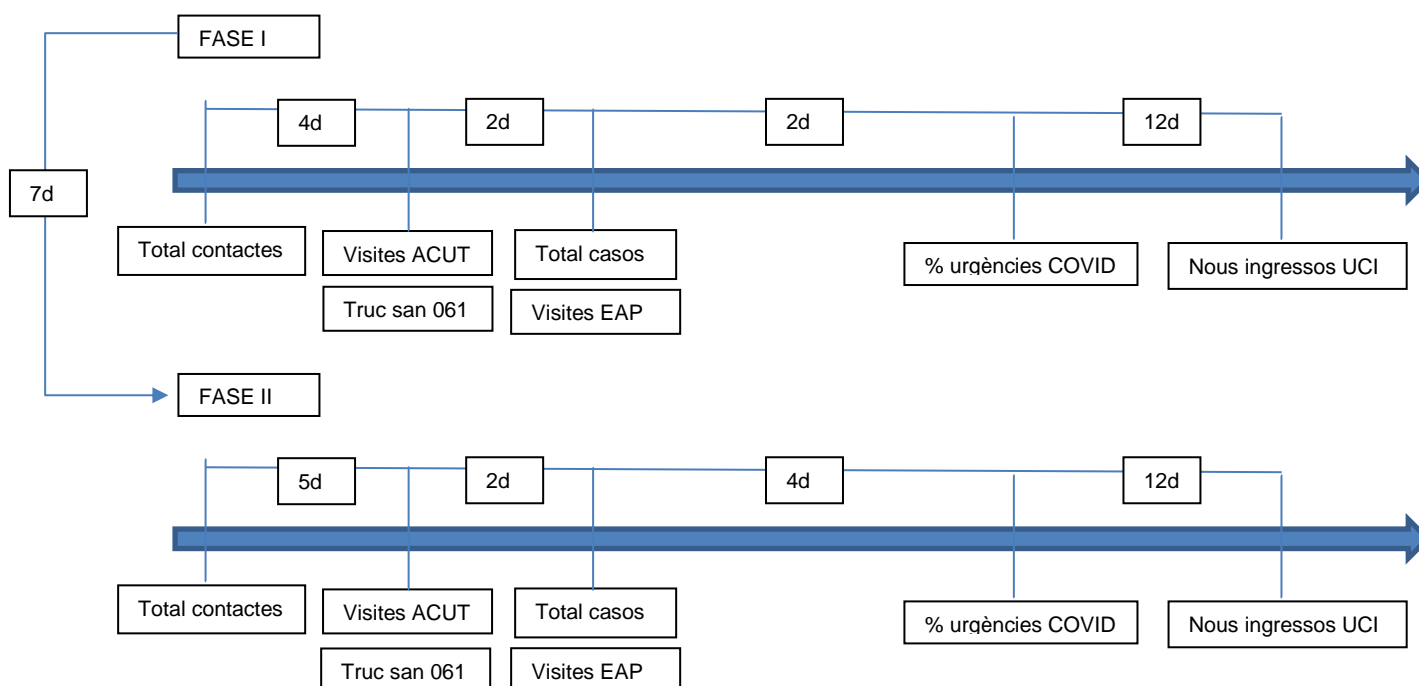 FASE I
4d
2d
2d
12d
7d
Total contactes
Visites ACUT
Total casos
% urgències COVID
Nous ingressos UCI
Truc san 061
Visites EAP
FASE II
5d
2d
4d
12d
Total contactes
Visites ACUT
Total casos
% urgències COVID
Nous ingressos UCI
Truc san 061
Visites EAP